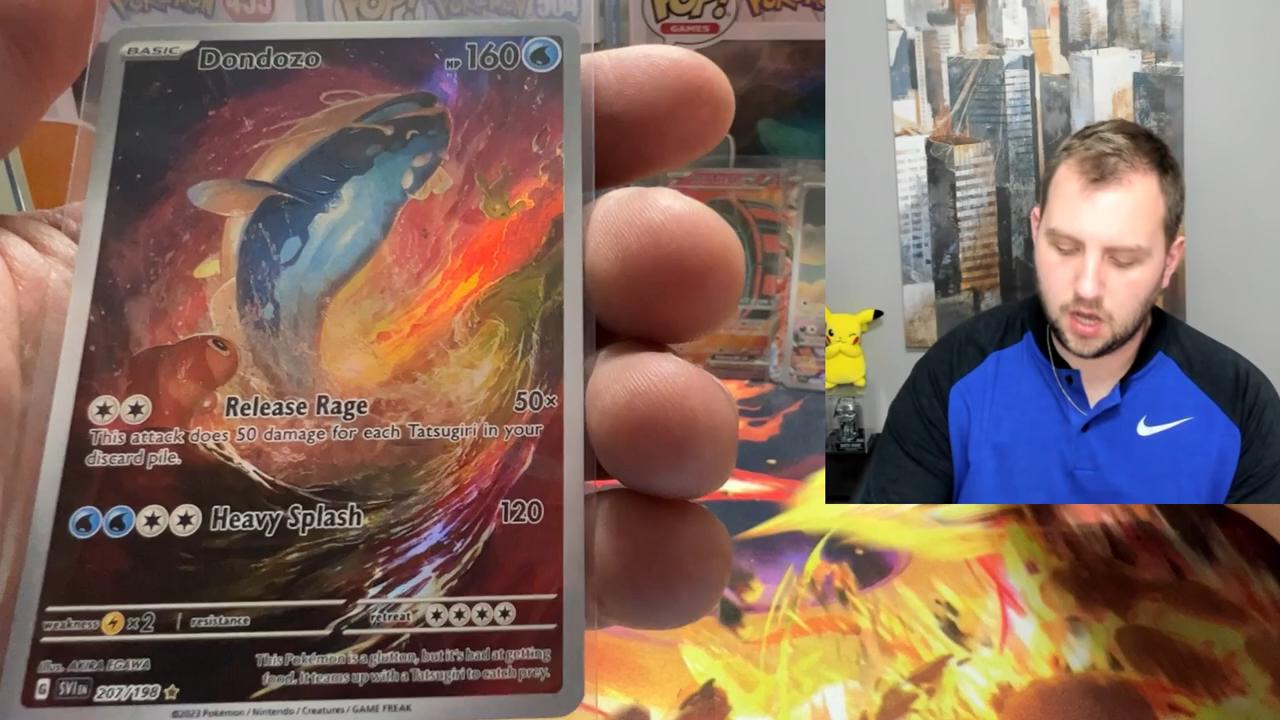 POP!
GAMES
BASIC Dondozo HP 160
Release Rage 50×
This attack does 50 damage for each Tatsugiri in your
discard pile.
Heavy Splash 120
weakness ×2 resistance retreat
Illus. AKIRA EGAWA
This Pokémon is a glutton, but it's bad at getting
food. It teams up with a Tatsugiri to catch prey.
G SVI EN 207/198
©2023 Pokémon / Nintendo / Creatures / GAME FREAK